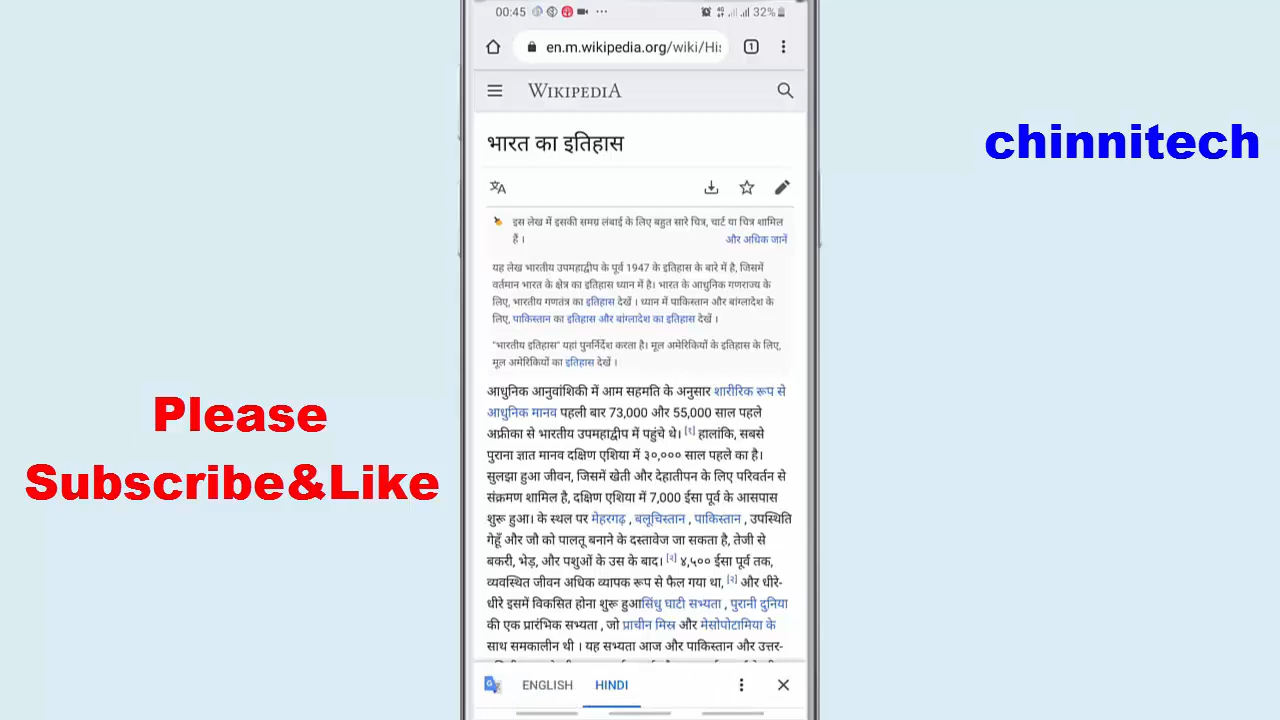 00:45
32%
en.m.wikipedia.org/wiki/His
1
WIKIPEDIA
chinnitech
भारत का इतिहास
इस लेख में इसकी समग्र लंबाई के लिए बहुत सारे चित्र, चार्ट या चित्र शामिल
हैं ।
और अधिक जानें
यह लेख भारतीय उपमहाद्वीप के पूर्व 1947 के इतिहास के बारे में है, जिसमें
वर्तमान भारत के क्षेत्र का इतिहास ध्यान में है। भारत के आधुनिक गणराज्य के
लिए, भारतीय गणतंत्र का इतिहास देखें । ध्यान में पाकिस्तान और बांग्लादेश के
लिए, पाकिस्तान का इतिहास और बांग्लादेश का इतिहास देखें ।
"भारतीय इतिहास" यहां पुनर्निर्देश करता है। मूल अमेरिकियों के इतिहास के लिए,
मूल अमेरिकियों का इतिहास देखें ।
आधुनिक आनुवांशिकी में आम सहमति के अनुसार शारीरिक रूप से
आधुनिक मानव पहली बार 73,000 और 55,000 साल पहले
अफ्रीका से भारतीय उपमहाद्वीप में पहुंचे थे। [१] हालांकि, सबसे
पुराना ज्ञात मानव दक्षिण एशिया में ३०,००० साल पहले का है।
सुलझा हुआ जीवन, जिसमें खेती और देहातीपन के लिए परिवर्तन से
संक्रमण शामिल है, दक्षिण एशिया में 7,000 ईसा पूर्व के आसपास
शुरू हुआ। के स्थल पर मेहरगढ़ , बलूचिस्तान , पाकिस्तान , उपस्थिति
गेहूँ और जौ को पालतू बनाने के दस्तावेज जा सकता है, तेजी से
बकरी, भेड़, और पशुओं के उस के बाद। [२] ४,५०० ईसा पूर्व तक,
व्यवस्थित जीवन अधिक व्यापक रूप से फैल गया था, [२] और धीरे-
धीरे इसमें विकसित होना शुरू हुआसिंधु घाटी सभ्यता , पुरानी दुनिया
की एक प्रारंभिक सभ्यता , जो प्राचीन मिस्र और मेसोपोटामिया के
साथ समकालीन थी । यह सभ्यता आज और पाकिस्तान और उत्तर-
Please
Subscribe&Like
ENGLISH HINDI